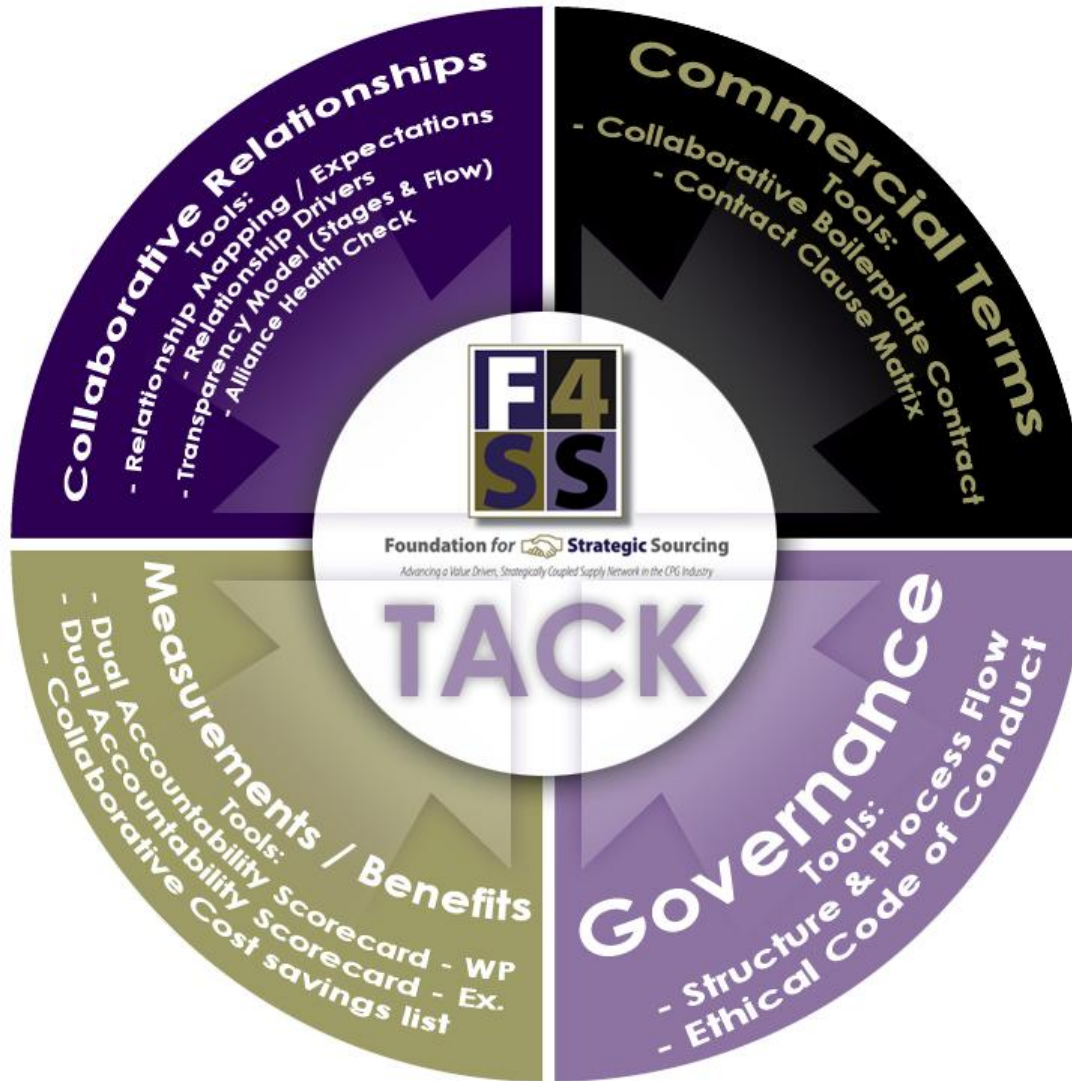 Collaborative Relationships
Tools:
- Relationship Mapping / Expectations
- Relationship Drivers
- Transparency Model (Stages & Flow)
- Alliance Health Check
Commercial Terms
Tools:
- Collaborative Boilerplate Contract
- Contract Clause Matrix
F4
SS
Foundation for Strategic Sourcing
Advancing a Value Driven, Strategically Coupled Supply Network in the CPG Industry
TACK
Measurements / Benefits
Tools:
- Dual Accountability Scorecard - WP
- Dual Accountability Scorecard - Ex.
- Collaborative Cost savings list
Governance
Tools:
- Structure & Process Flow
- Ethical Code of Conduct